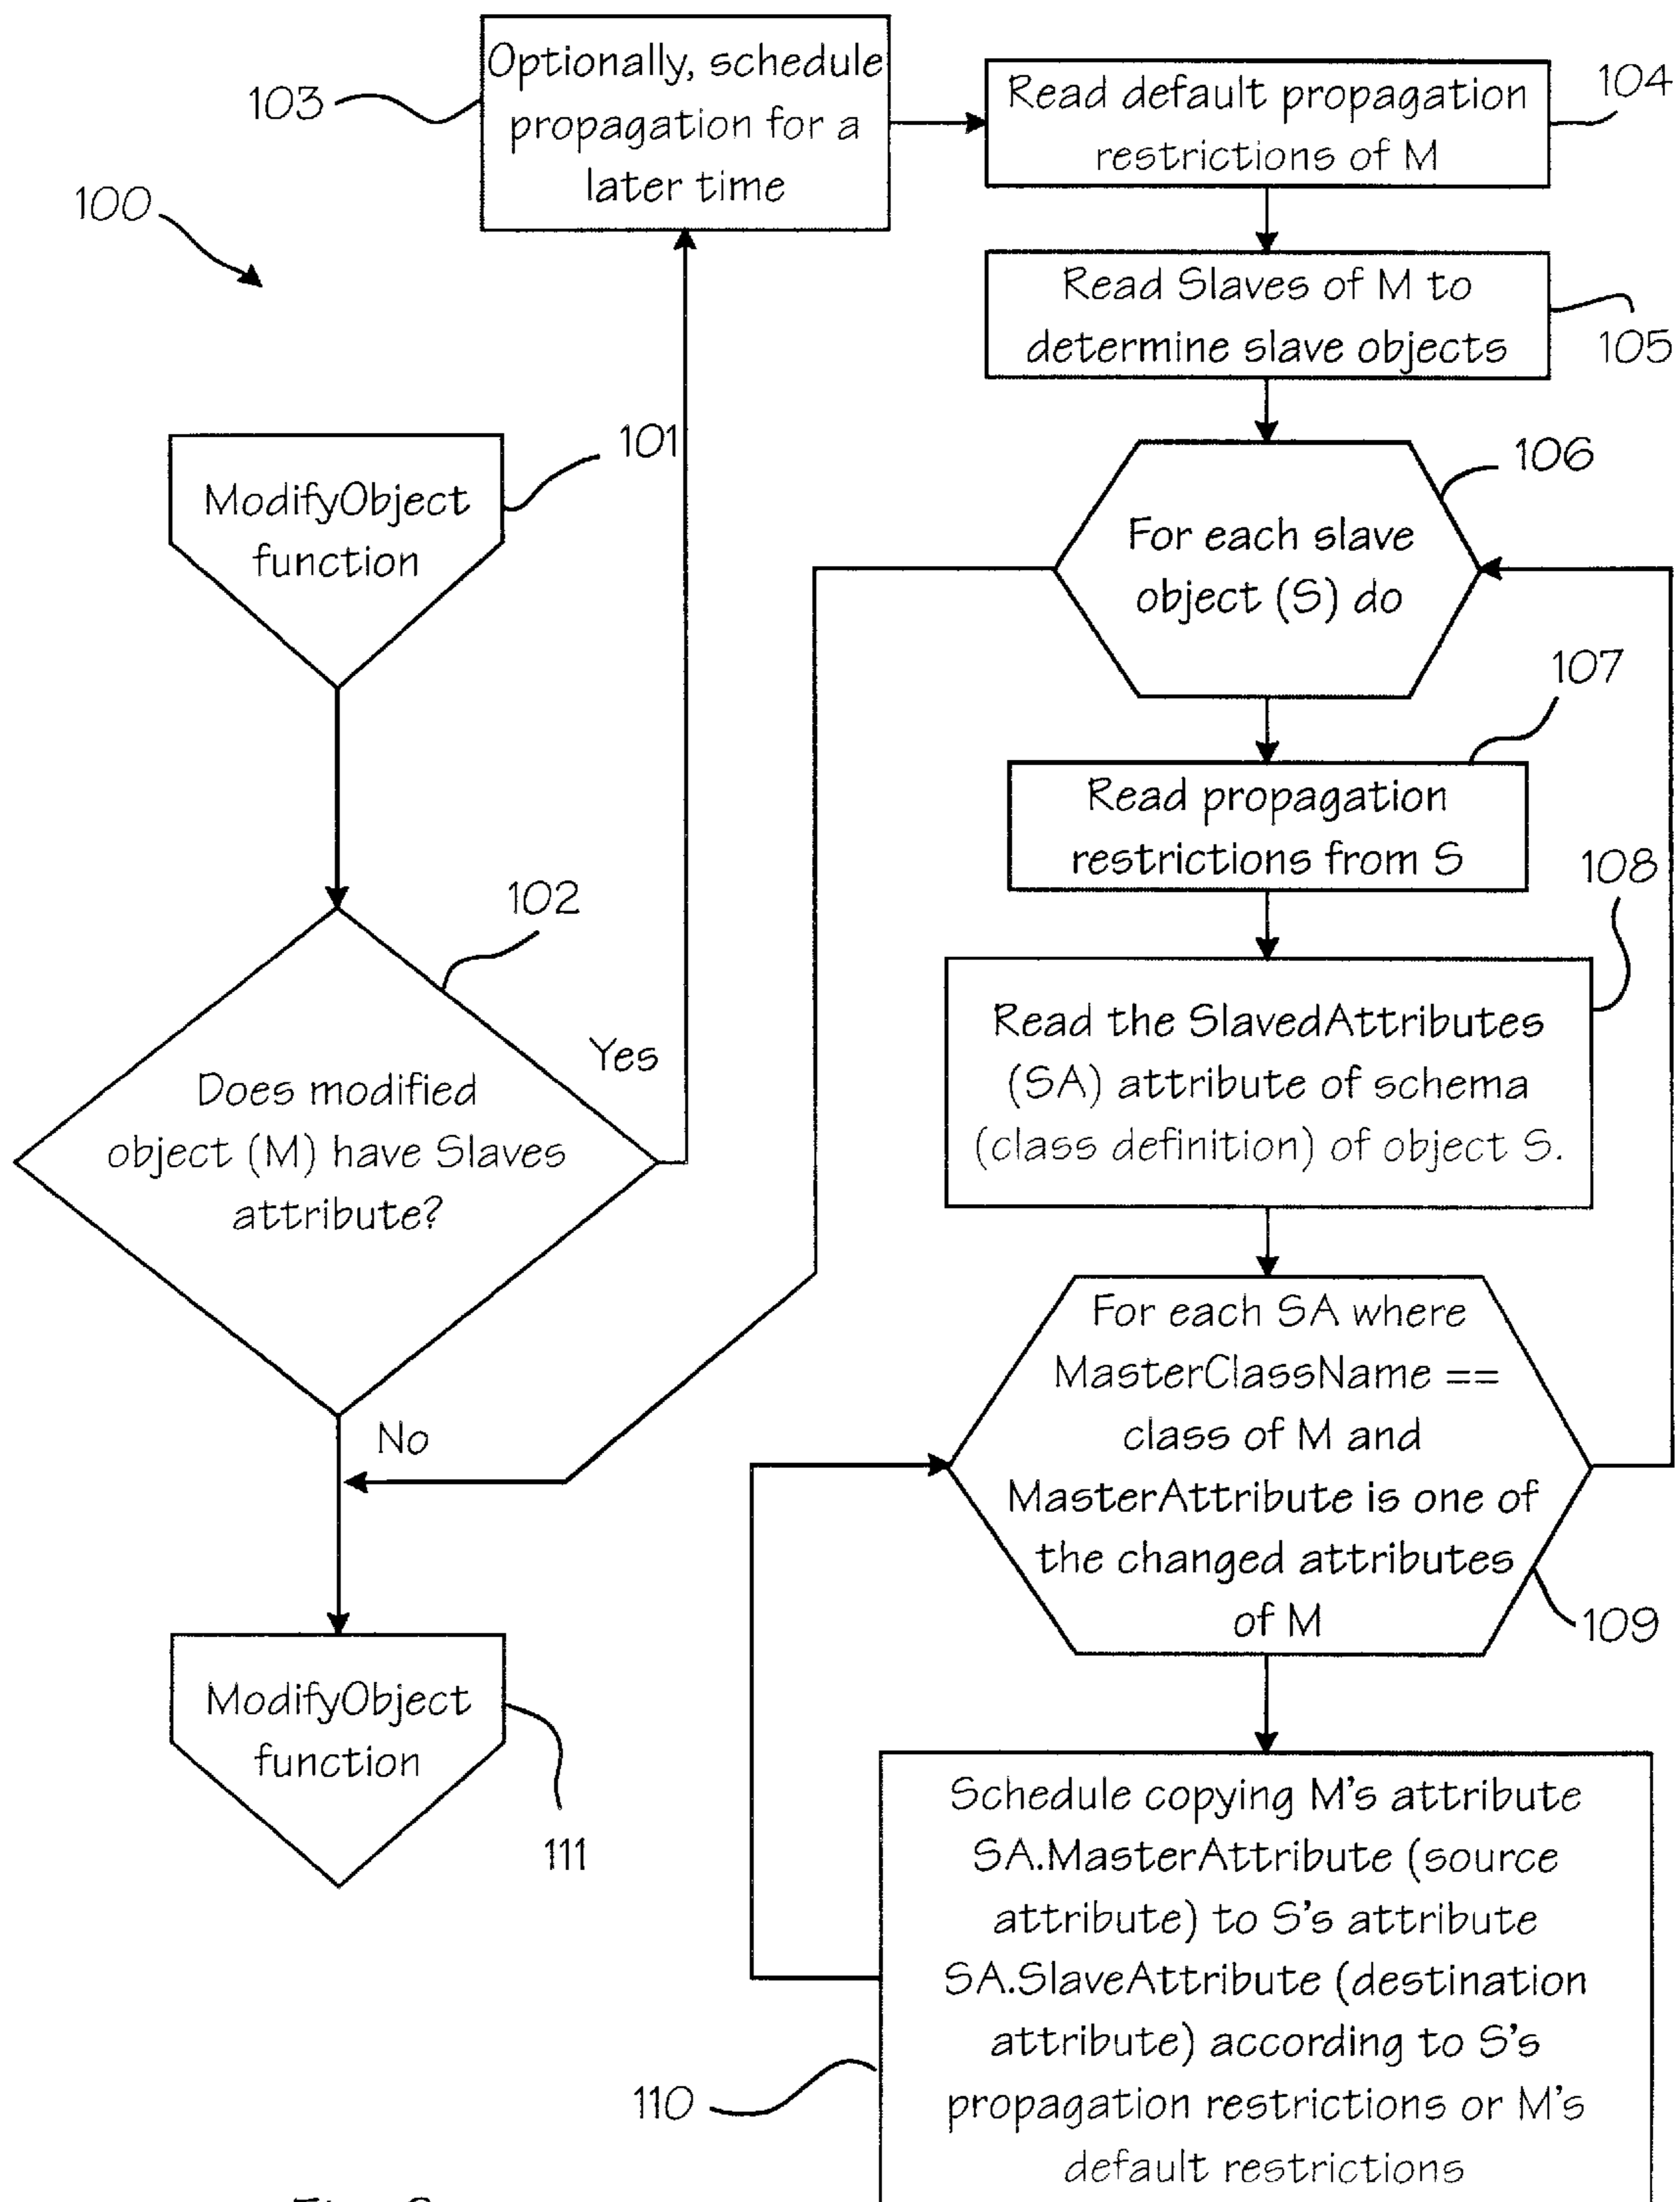 Optionally, schedule
propagation for a
later time
103
Read default propagation
restrictions of M
104
100
Read Slaves of M to
determine slave objects
105
ModifyObject
function
101
For each slave
object (S) do
106
Read propagation
restrictions from S
107
Does modified
object (M) have Slaves
attribute?
102
Yes
No
Read the SlavedAttributes
(SA) attribute of schema
(class definition) of object S.
108
For each SA where
MasterClassName ==
class of M and
MasterAttribute is one of
the changed attributes
of M
109
ModifyObject
function
111
Schedule copying M's attribute
SA.MasterAttribute (source
attribute) to S's attribute
SA.SlaveAttribute (destination
attribute) according to S's
propagation restrictions or M's
default restrictions
110